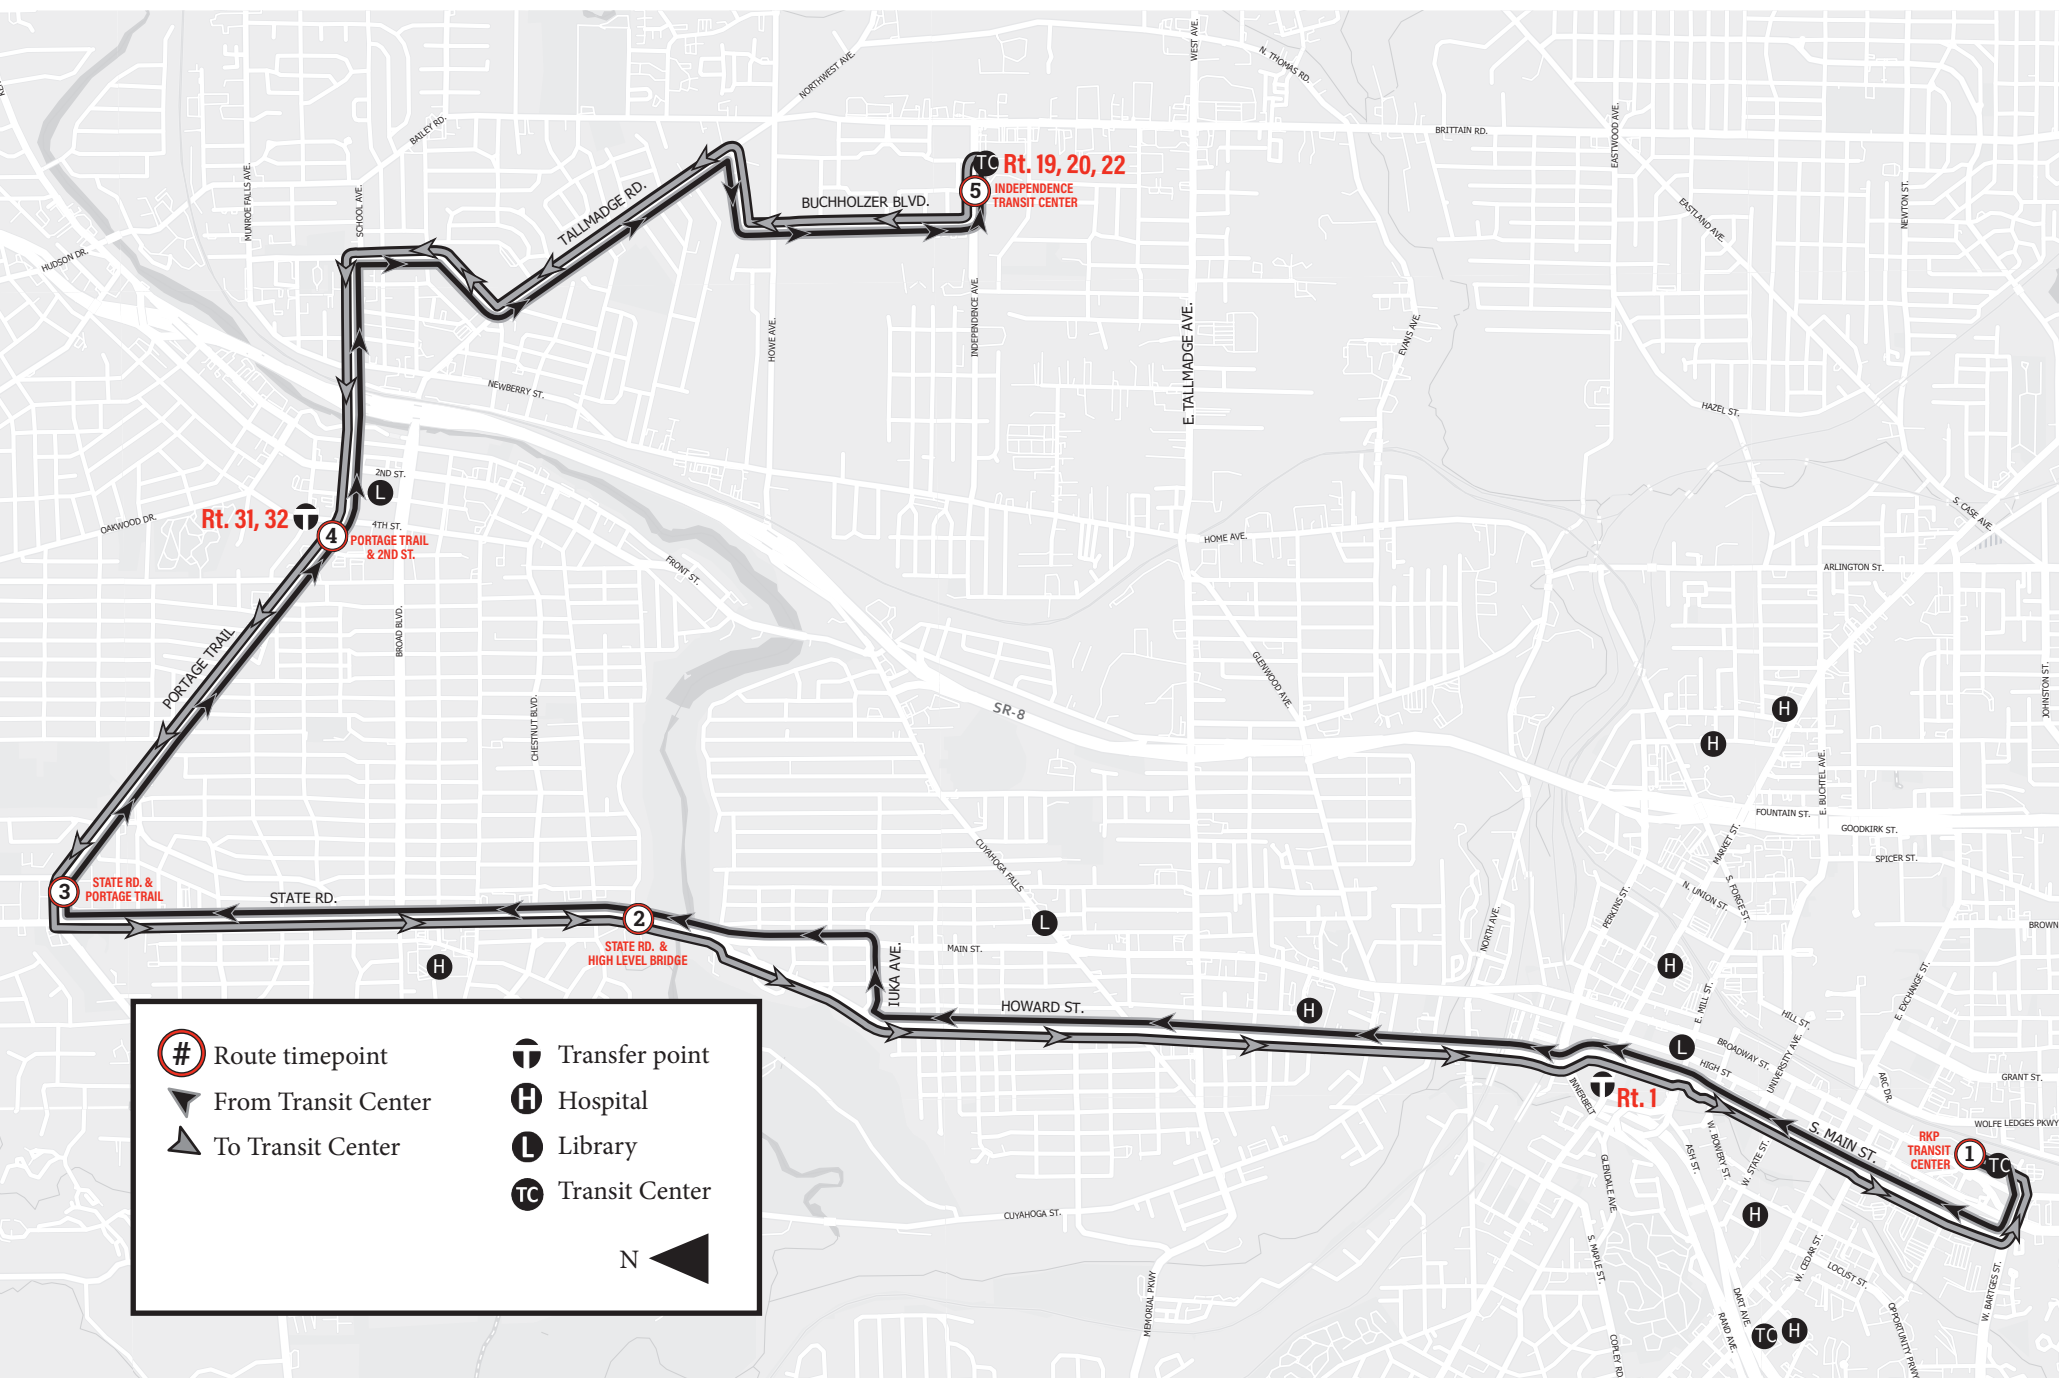 WEST AVE.
N. THOMAS RD.
NORTHWEST AVE.
BAILEY RD.
BRITTAIN RD.
EASTWOOD AVE.
MUNROE FALLS AVE.
SCHOOL AVE.
TALLMADGE RD.
BUCHHOLZER BLVD.
TC
Rt. 19, 20, 22
5
INDEPENDENCE
TRANSIT CENTER
NEWTON ST.
EASTLAND AVE.
HUDSON DR.
HOWE AVE.
INDEPENDENCE AVE.
E. TALLMADGE AVE.
EVANS AVE.
NEWBERRY ST.
HAZEL ST.
2ND ST.
L
OAKWOOD DR.
Rt. 31, 32
T
4TH ST.
4
PORTAGE TRAIL
& 2ND ST.
S. CASE AVE.
HOME AVE.
FRONT ST.
ARLINGTON ST.
BROAD BLVD.
PORTAGE TRAIL
GLENWOOD AVE.
SR-8
CHESTNUT BLVD.
JOHNSTON ST.
H
H
E. BUCHTEL AVE.
FOUNTAIN ST.
GOODKIRK ST.
MARKET ST.
SPICER ST.
CUYAHOGA FALLS
N. UNION ST.
S. FORGE ST.
PERKINS ST.
3
STATE RD. &
PORTAGE TRAIL
STATE RD.
2
STATE RD. &
HIGH LEVEL BRIDGE
L
NORTH AVE.
BROWN
MAIN ST.
IUKA AVE.
H
H
HOWARD ST.
H
E. MILL ST.
E. EXCHANGE ST.
HILL ST.
L
BROADWAY ST.
HIGH ST
UNIVERSITY AVE.
ARC DR.
GRANT ST.
INNERBELT
T
Rt. 1
WOLFE LEDGES PKWY
S. MAIN ST.
RKP
TRANSIT
CENTER
1
TC
W. BOWERY ST.
ASH ST.
W. STATE ST.
GLENDALE AVE.
CUYAHOGA ST.
H
S. MAPLE ST.
W. CEDAR ST.
LOCUST ST.
W. BARTGES ST.
MEMORIAL PKWY
DART AVE.
RAND AVE.
OPPORTUNITY PRWY
COPLEY RD
TC
H
# Route timepoint
From Transit Center
To Transit Center
T Transfer point
H Hospital
L Library
TC Transit Center
N